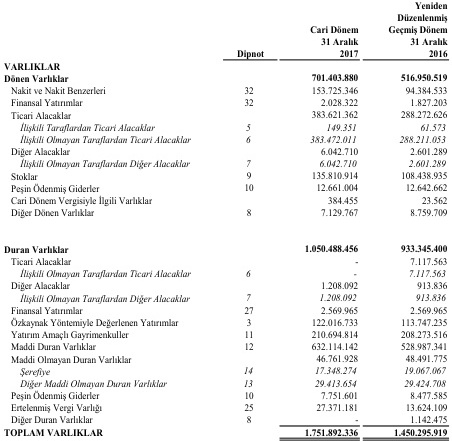 Yeniden
Düzenlenmiş
Cari Dönem Geçmiş Dönem
31 Aralık 31 Aralık
Dipnot 2017 2016
VARLIKLAR
Dönen Varlıklar 701.403.880 516.950.519
Nakit ve Nakit Benzerleri 32 153.725.346 94.384.533
Finansal Yatırımlar 32 2.028.322 1.827.203
Ticari Alacaklar 383.621.362 288.272.626
İlişkili Taraflardan Ticari Alacaklar 5 149.351 61.573
İlişkili Olmayan Taraflardan Ticari Alacaklar 6 383.472.011 288.211.053
Diğer Alacaklar 6.042.710 2.601.289
İlişkili Olmayan Taraflardan Diğer Alacaklar 7 6.042.710 2.601.289
Stoklar 9 135.810.914 108.438.935
Peşin Ödenmiş Giderler 10 12.661.004 12.642.662
Cari Dönem Vergisiyle İlgili Varlıklar 384.455 23.562
Diğer Dönen Varlıklar 8 7.129.767 8.759.709
Duran Varlıklar 1.050.488.456 933.345.400
Ticari Alacaklar - 7.117.563
İlişkili Olmayan Taraflardan Ticari Alacaklar 6 - 7.117.563
Diğer Alacaklar 1.208.092 913.836
İlişkili Olmayan Taraflardan Diğer Alacaklar 7 1.208.092 913.836
Finansal Yatırımlar 27 2.569.965 2.569.965
Özkaynak Yöntemiyle Değerlenen Yatırımlar 3 122.016.733 113.747.235
Yatırım Amaçlı Gayrimenkuller 11 210.694.814 208.273.516
Maddi Duran Varlıklar 12 632.114.142 528.987.341
Maddi Olmayan Duran Varlıklar 46.761.928 48.491.775
Şerefiye 14 17.348.274 19.067.067
Diğer Maddi Olmayan Duran Varlıklar 13 29.413.654 29.424.708
Peşin Ödenmiş Giderler 10 7.751.601 8.477.585
Ertelenmiş Vergi Varlığı 25 27.371.181 13.624.109
Diğer Duran Varlıklar 8 - 1.142.475
TOPLAM VARLIKLAR 1.751.892.336 1.450.295.919